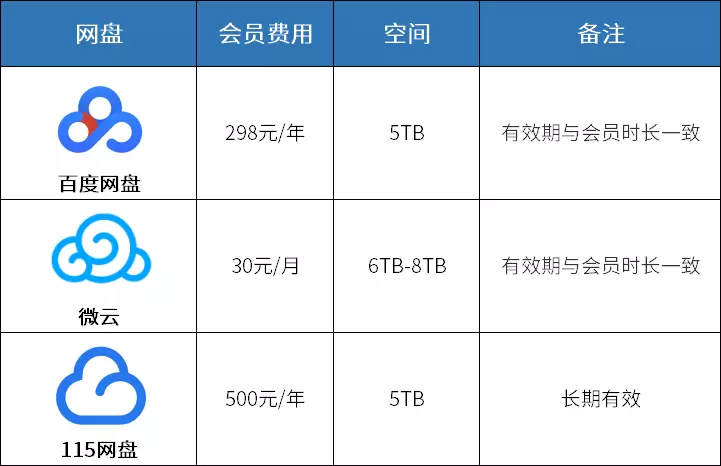 网盘 会员费用 空间 备注
百度网盘 298元/年 5TB 有效期与会员时长一致
微云 30元/月 6TB-8TB 有效期与会员时长一致
115网盘 500元/年 5TB 长期有效